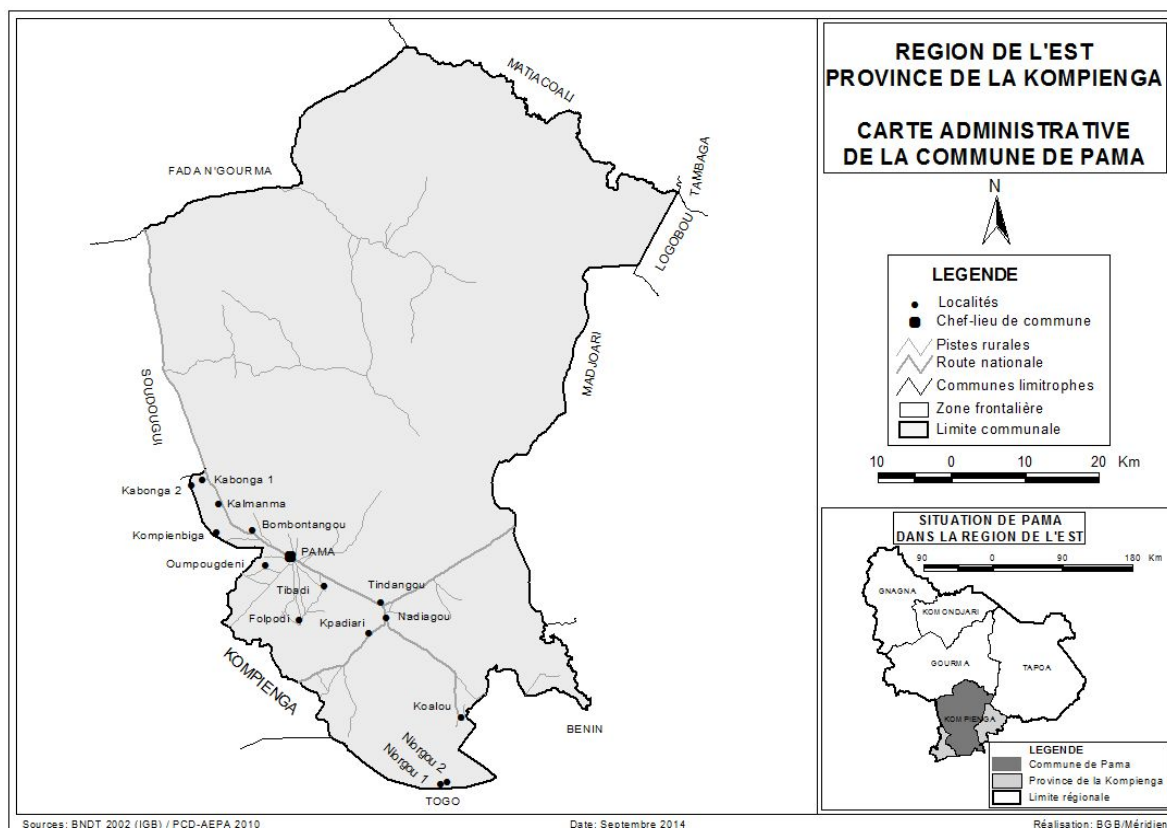 REGION DE L'EST
PROVINCE DE LA KOMPIENGA
CARTE ADMINISTRATIVE
DE LA COMMUNE DE PAMA
N
LEGENDE
Localités
Chef-lieu de commune
Pistes rurales
Route nationale
Communes limitrophes
Zone frontalière
Limite communale
10 0 10 20 Km
MATIACOALI
FADA N'GOURMA
TAMBAGA
LOGOBOU
MADJOARI
SOUDOUGUI
Kabonga 1
Kabonga 2
Kalmanma
Bombontangou
Kompienbiga
PAMA
Oumpougdeni
Tibadi
Tindangou
Folpodi
Kpadiari
Nadiagou
KOMPIENGA
Koalou
BENIN
Niorgou 2
Niorgou 1
TOGO
SITUATION DE PAMA
DANS LA REGION DE L'EST
90 0 90 180 Km
GNAGNA
KOMONDJARI
GOURMA
TAPOA
KOMPIENGA
LEGENDE
Commune de Pama
Province de la Kompienga
Limite régionale
Sources: BNDT 2002 (IGB) / PCD-AEPA 2010
Date: Septembre 2014
Réalisation: BGB/Méridien